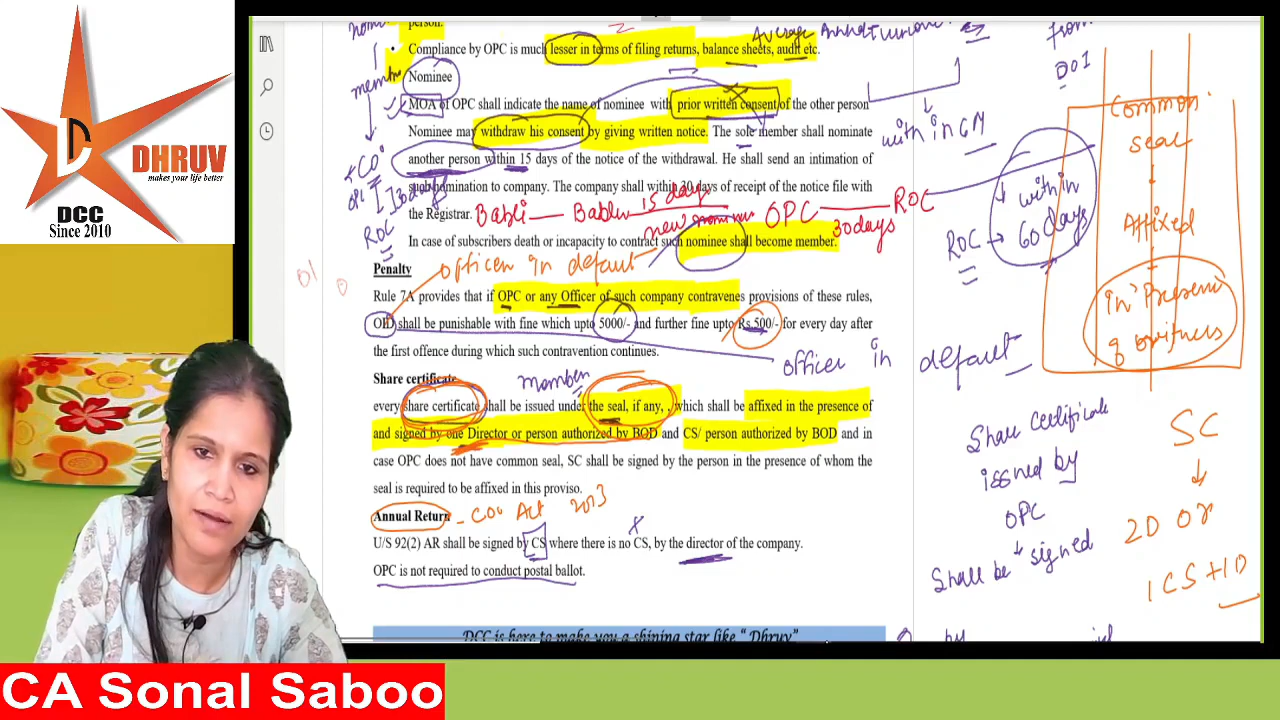 DHRUV
makes your life better
DCC
Since 2010
person.
Average Annual
from
DOI
• Compliance by OPC is much lesser in terms of filing returns, balance sheets, audit etc.
Nominee
MOA of OPC shall indicate the name of nominee with prior written consent of the other person
Nominee may withdraw his consent by giving written notice. The sole member shall nominate
another person within 15 days of the notice of the withdrawal. He shall send an intimation of
such nomination to company. The company shall within 30 days of receipt of the notice file with
the Registrar.
Babli — Bablu 15 days new nominee OPC 30 days ROC
In case of subscribers death or incapacity to contract such nominee shall become member.
Penalty
officer in default
Rule 7A provides that if OPC or any Officer of such company contravenes provisions of these rules,
OID shall be punishable with fine which upto 5000/- and further fine upto Rs.500/- for every day after
the first offence during which such contravention continues.
officer in default
Share certificate
member
every share certificate shall be issued under the seal, if any, , which shall be affixed in the presence of
and signed by one Director or person authorized by BOD and CS/ person authorized by BOD and in
case OPC does not have common seal, SC shall be signed by the person in the presence of whom the
seal is required to be affixed in this proviso.
Annual Return - Act 2013
U/S 92(2) AR shall be signed by CS where there is no CS, by the director of the company.
OPC is not required to conduct postal ballot.
DCC is here to make you a shining star like “ Dhruv”
member
CO
ROC
within 6M
within
ROC → 60 days
Common
seal
Affixed
in Presence
of witness
Share certificate
issued by
OPC
shall be signed
SC
2D or
1CS+1D
by
CA Sonal Saboo